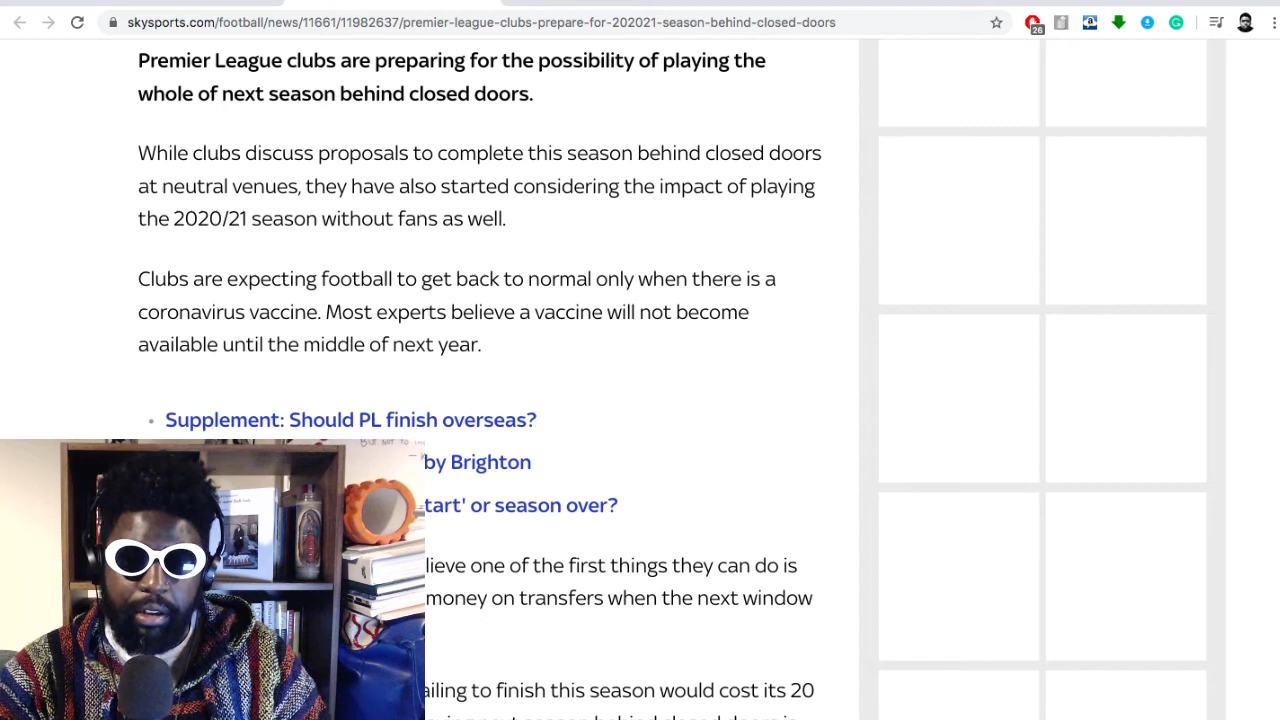 skysports.com/football/news/11661/11982637/premier-league-clubs-prepare-for-202021-season-behind-closed-doors
26
Premier League clubs are preparing for the possibility of playing the
whole of next season behind closed doors.
While clubs discuss proposals to complete this season behind closed doors
at neutral venues, they have also started considering the impact of playing
the 2020/21 season without fans as well.
Clubs are expecting football to get back to normal only when there is a
coronavirus vaccine. Most experts believe a vaccine will not become
available until the middle of next year.
Supplement: Should PL finish overseas?
by Brighton
tart' or season over?
lieve one of the first things they can do is
money on transfers when the next window
ailing to finish this season would cost its 20